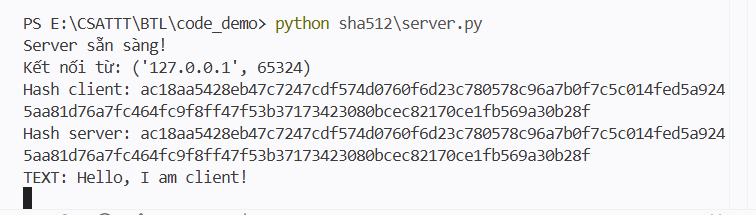 PS E:\CSATTT\BTL\code_demo> python sha512\server.py
Server sẵn sàng!
Kết nối từ: ('127.0.0.1', 65324)
Hash client: ac18aa5428eb47c7247cdf574d0760f6d23c780578c96a7b0f7c5c014fed5a924
5aa81d76a7fc464fc9f8ff47f53b37173423080bcec82170ce1fb569a30b28f
Hash server: ac18aa5428eb47c7247cdf574d0760f6d23c780578c96a7b0f7c5c014fed5a924
5aa81d76a7fc464fc9f8ff47f53b37173423080bcec82170ce1fb569a30b28f
TEXT: Hello, I am client!